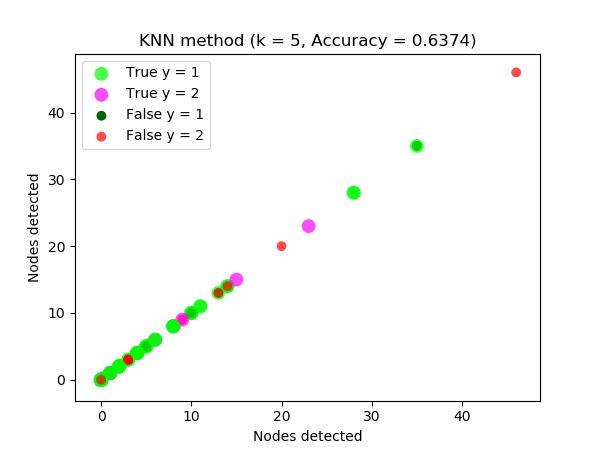 KNN method (k = 5, Accuracy = 0.6374)
True y = 1
True y = 2
False y = 1
False y = 2
Nodes detected
40
30
20
10
0
0 10 20 30 40
Nodes detected